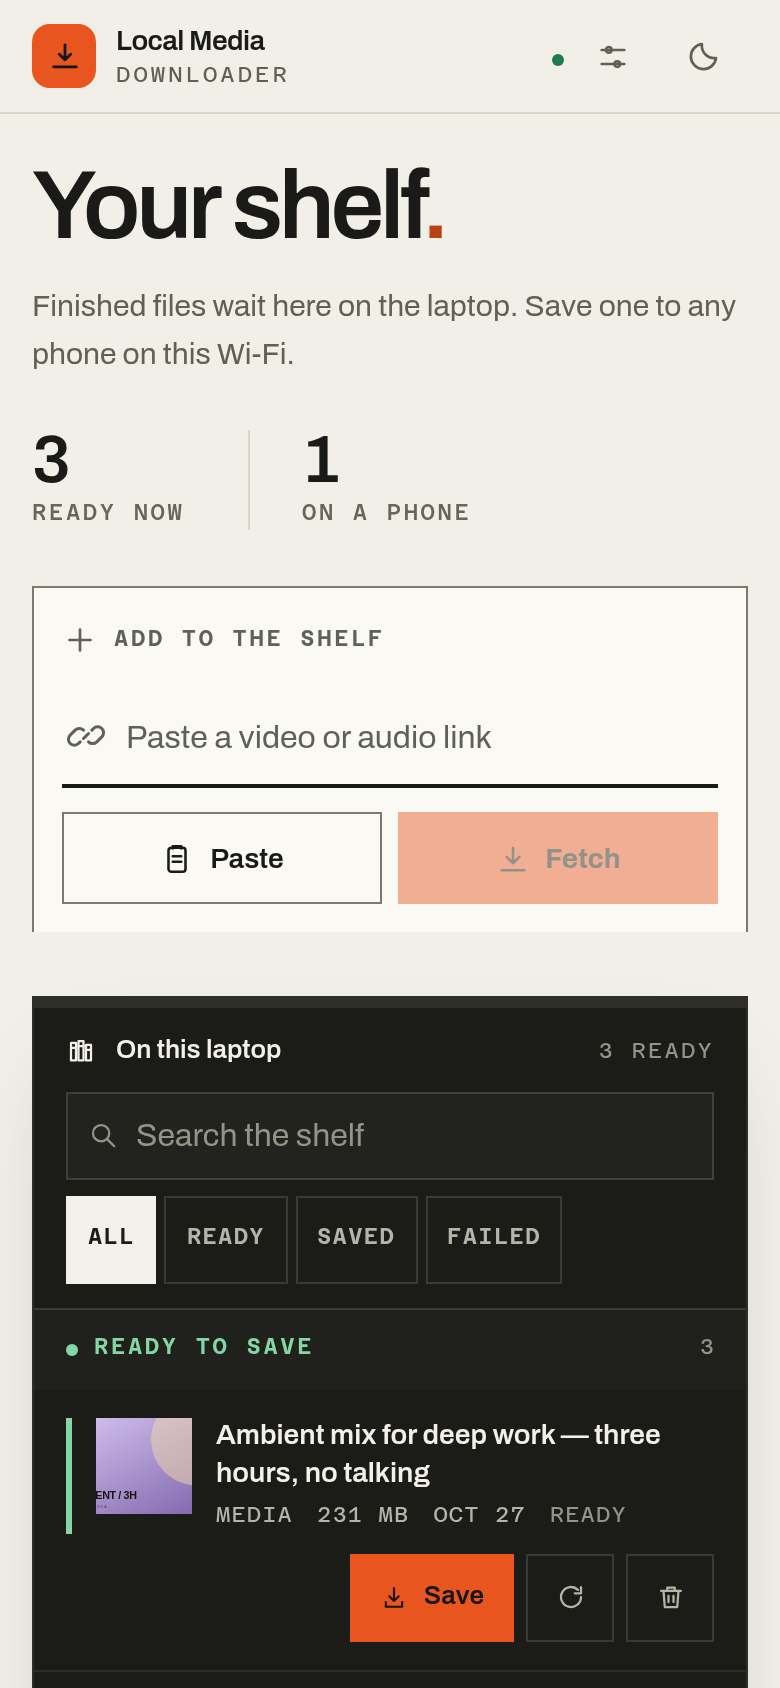 Local Media
DOWNLOADER
Your shelf.
Finished files wait here on the laptop. Save one to any
phone on this Wi-Fi.
3
READY NOW
1
ON A PHONE
ADD TO THE SHELF
Paste a video or audio link
Paste
Fetch
On this laptop
3 READY
Search the shelf
ALL
READY
SAVED
FAILED
READY TO SAVE
3
ENT / 3H
Ambient mix for deep work — three
hours, no talking
MEDIA 231 MB OCT 27 READY
Save